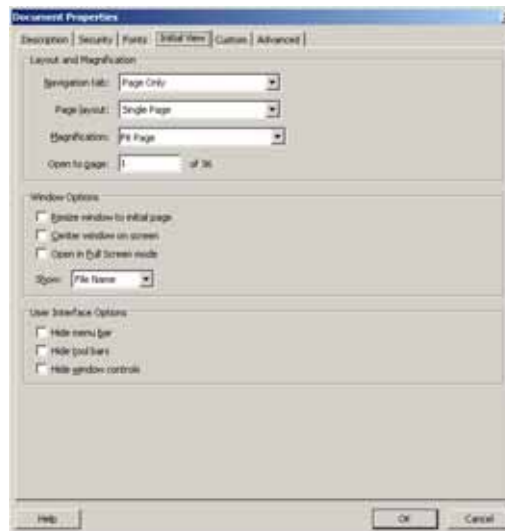 Document Properties
Description Security Fonts Initial View Custom Advanced
Layout and Magnification
Navigation tab: Page Only
Page layout: Single Page
Magnification: Fit Page
Open to page: 1 of 36
Window Options
Resize window to initial page
Center window on screen
Open in Full Screen mode
Show: File Name
User Interface Options
Hide menu bar
Hide tool bars
Hide window controls
Help OK Cancel